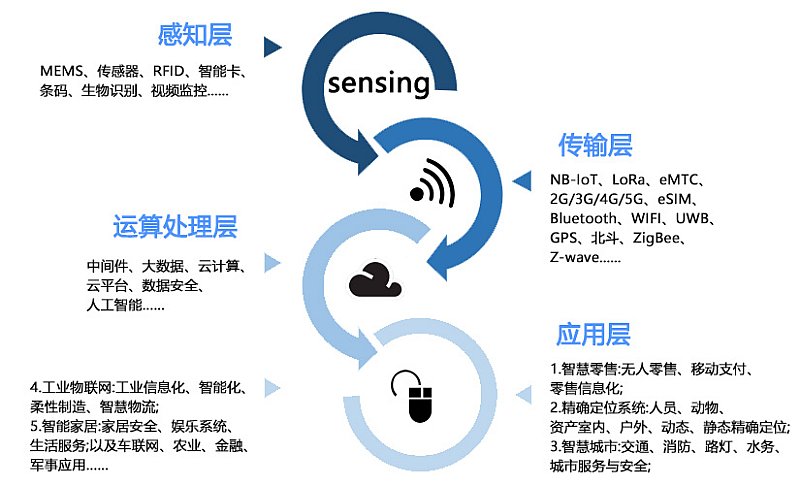 感知层
MEMS、传感器、RFID、智能卡、
条码、生物识别、视频监控......
sensing
传输层
NB-IoT、LoRa、eMTC、
2G/3G/4G/5G、eSIM、
Bluetooth、WIFI、UWB、
GPS、北斗、ZigBee、
Z-wave......
运算处理层
中间件、大数据、云计算、
云平台、数据安全、
人工智能......
应用层
1.智慧零售:无人零售、移动支付、
零售信息化;
2.精确定位系统:人员、动物、
资产室内、户外、动态、静态精确定位;
3.智慧城市:交通、消防、路灯、水务、
城市服务与安全;
4.工业物联网:工业信息化、智能化、
柔性制造、智慧物流;
5.智能家居:家居安全、娱乐系统、
生活服务;以及车联网、农业、金融、
军事应用......